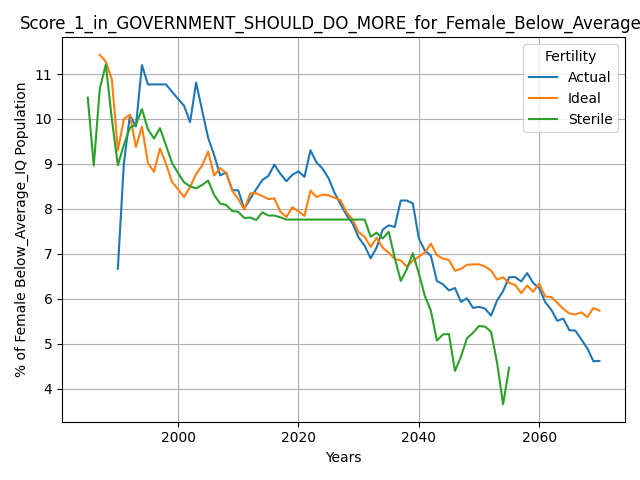 Score_1_in_GOVERNMENT_SHOULD_DO_MORE_for_Female_Below_Average
% of Female Below_Average_IQ Population
11
10
9
8
7
6
5
4
Fertility
Actual
Ideal
Sterile
2000
2020
2040
2060
Years